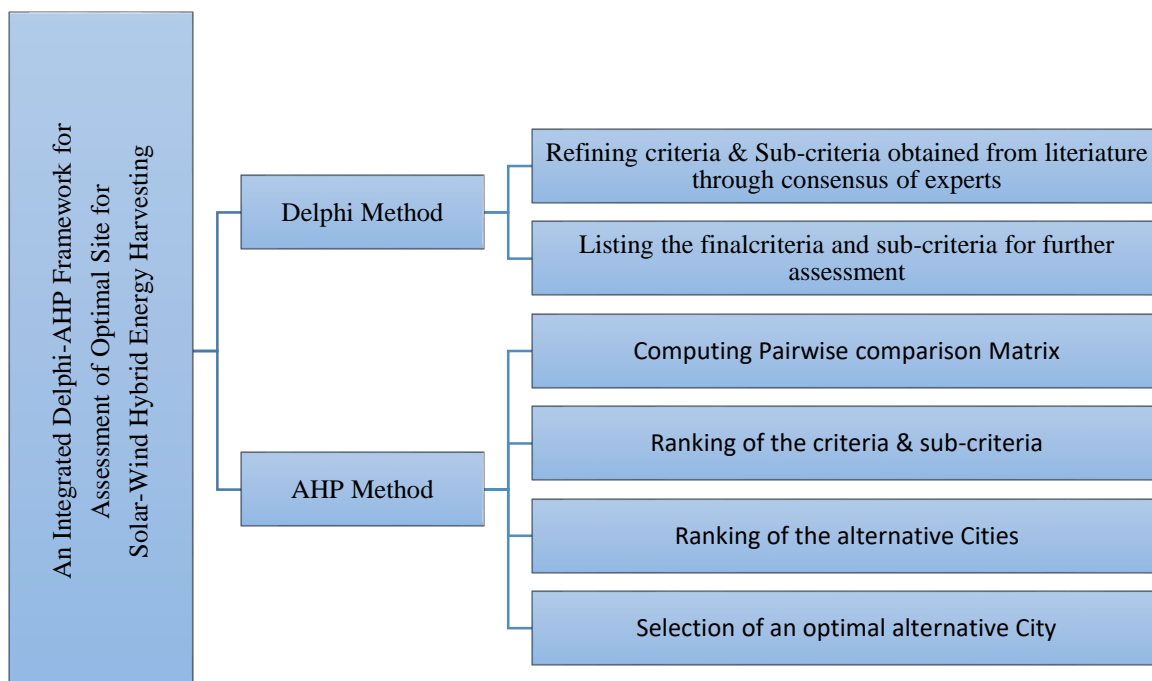 An Integrated Delphi-AHP Framework for
Assessment of Optimal Site for
Solar-Wind Hybrid Energy Harvesting
Delphi Method
Refining criteria & Sub-criteria obtained from literiature
through consensus of experts
Listing the finalcriteria and sub-criteria for further
assessment
AHP Method
Computing Pairwise comparison Matrix
Ranking of the criteria & sub-criteria
Ranking of the alternative Cities
Selection of an optimal alternative City